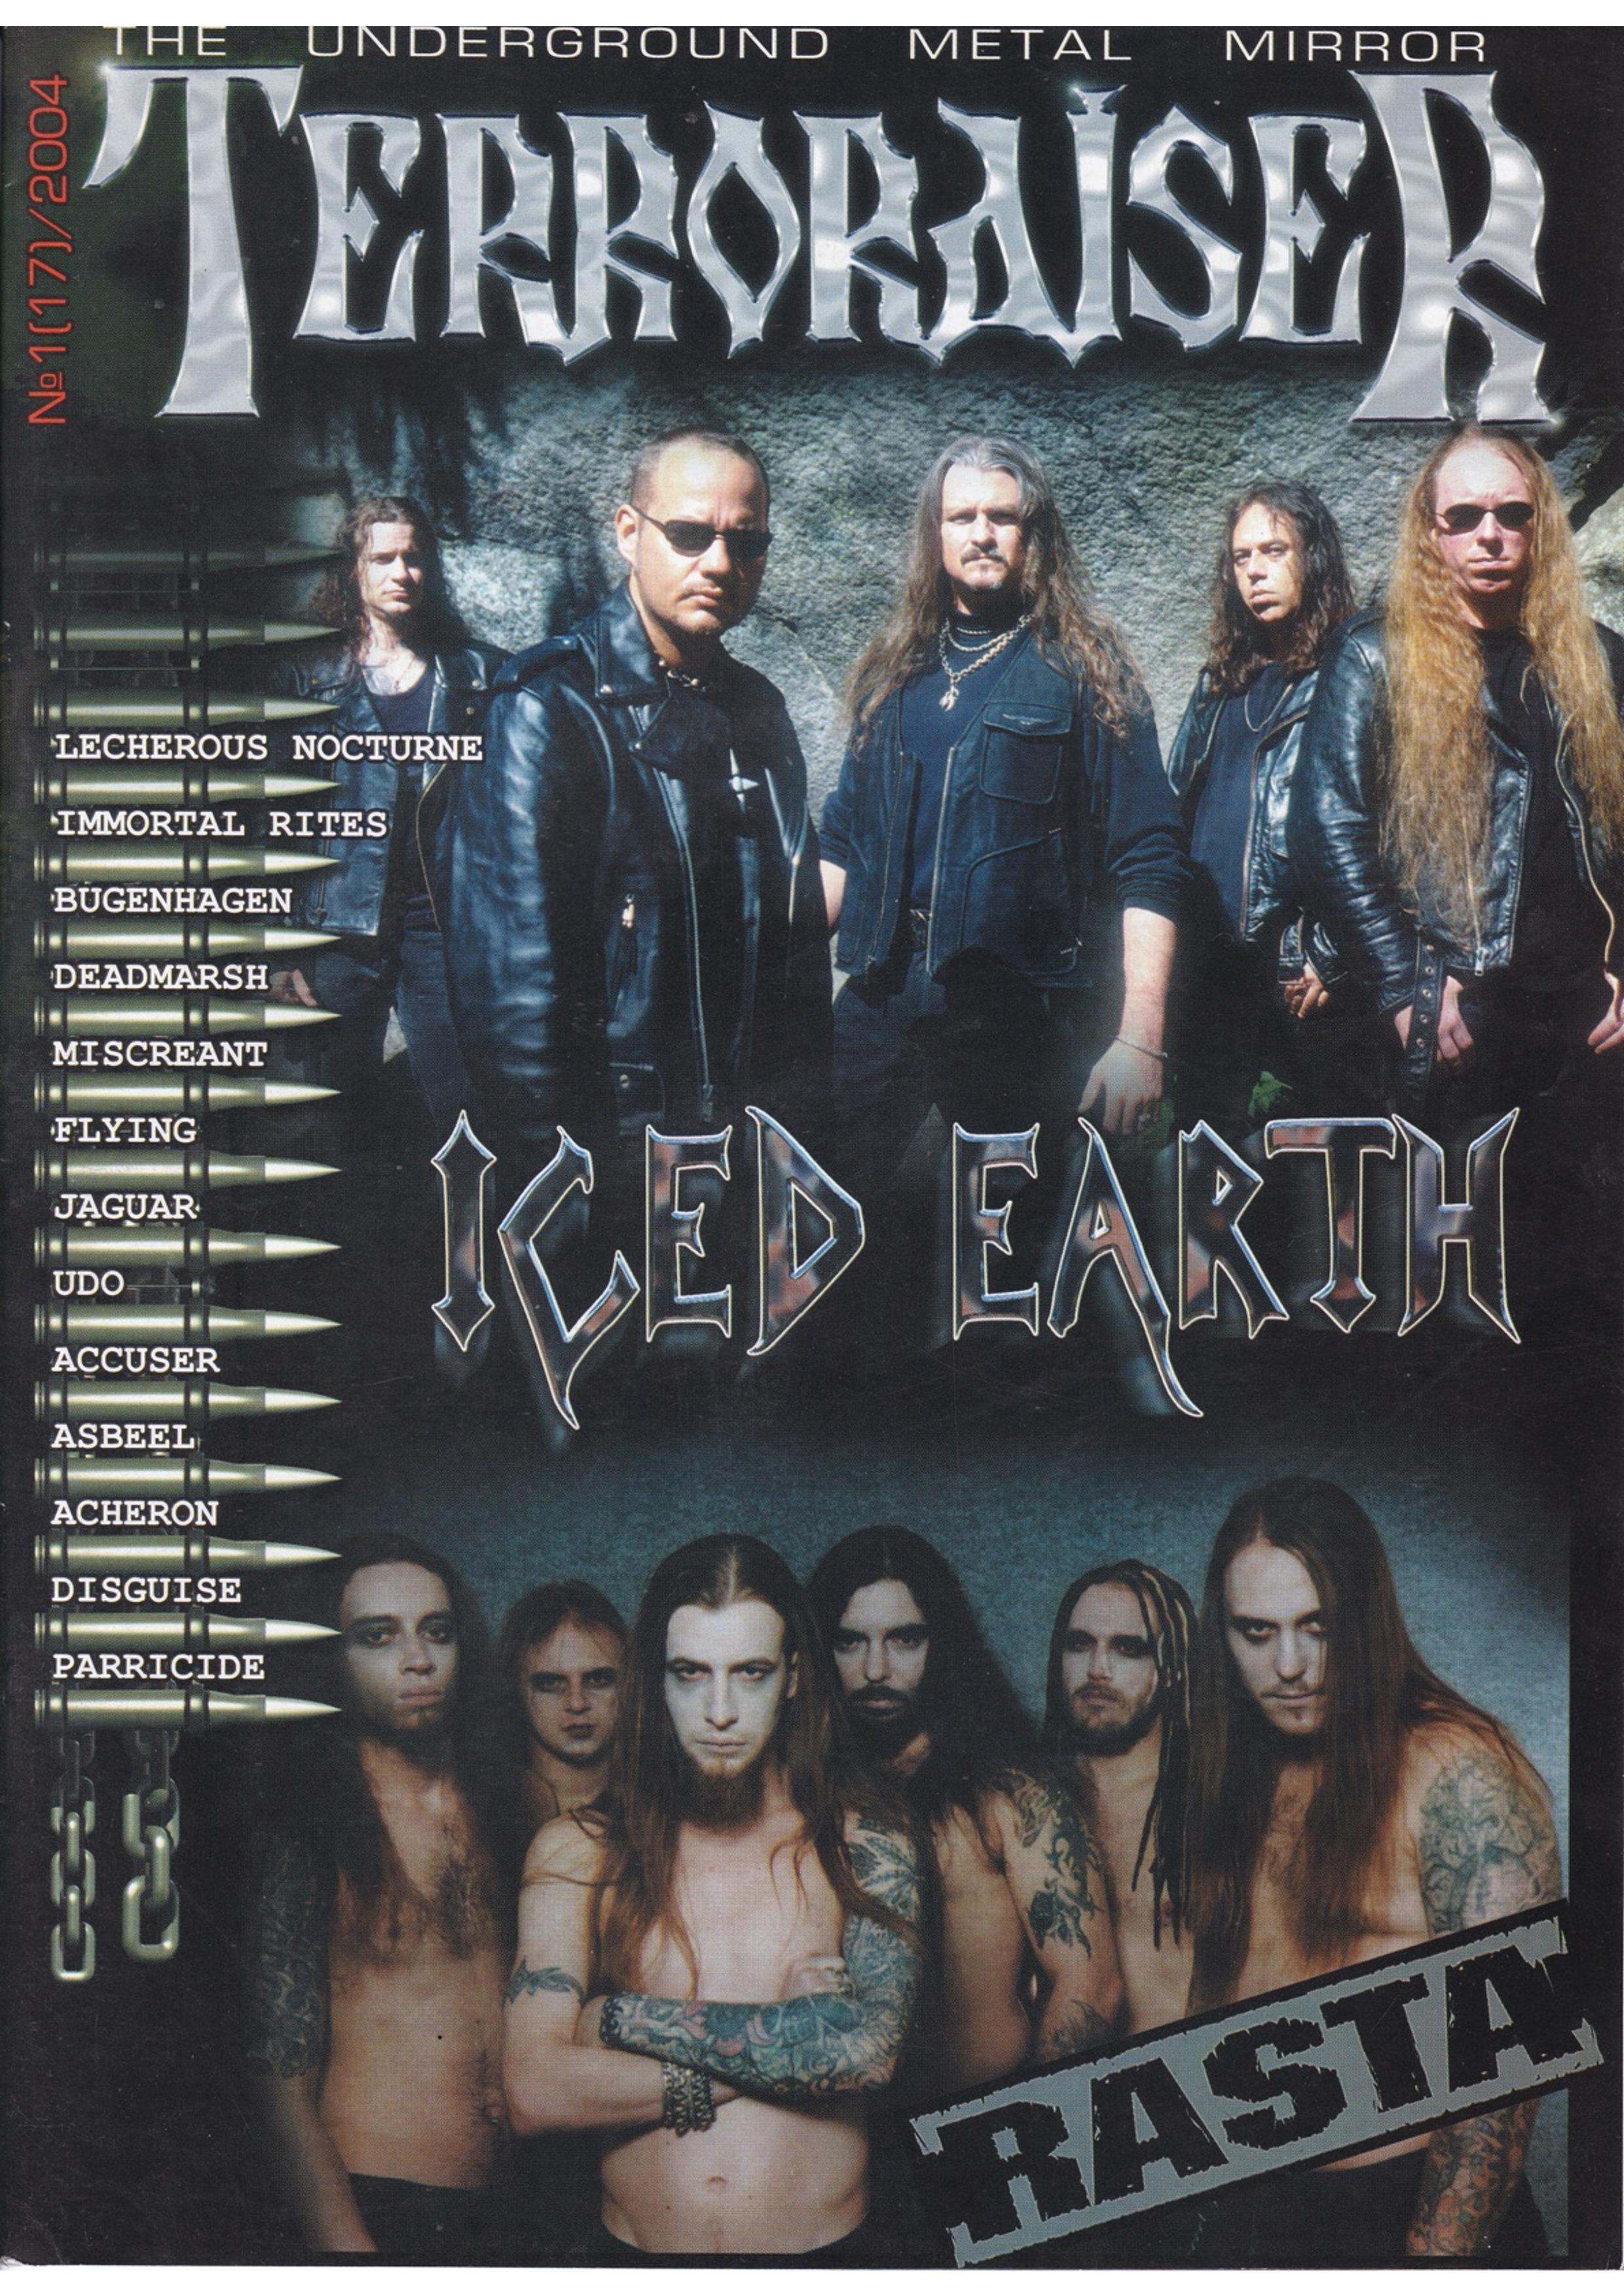 THE UNDERGROUND METAL MIRROR
TERRORAISER
№1(17)/2004
LECHEROUS NOCTURNE
IMMORTAL RITES
BUGENHAGEN
DEADMARSH
MISCREANT
FLYING
JAGUAR
UDO
ACCUSER
ASBEEL
ACHERON
DISGUISE
PARRICIDE
ICED EARTH
RASTA